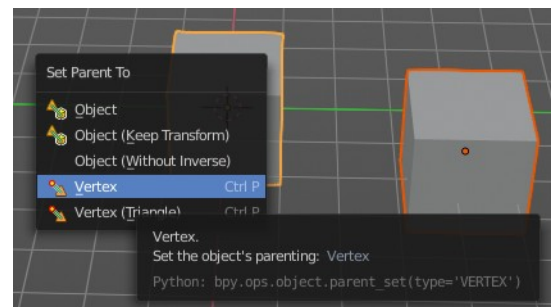 Set Parent To
Object
Object (Keep Transform)
Object (Without Inverse)
Vertex Ctrl P
Vertex (Triangle) Ctrl P
Vertex.
Set the object's parenting: Vertex
Python: bpy.ops.object.parent_set(type='VERTEX')